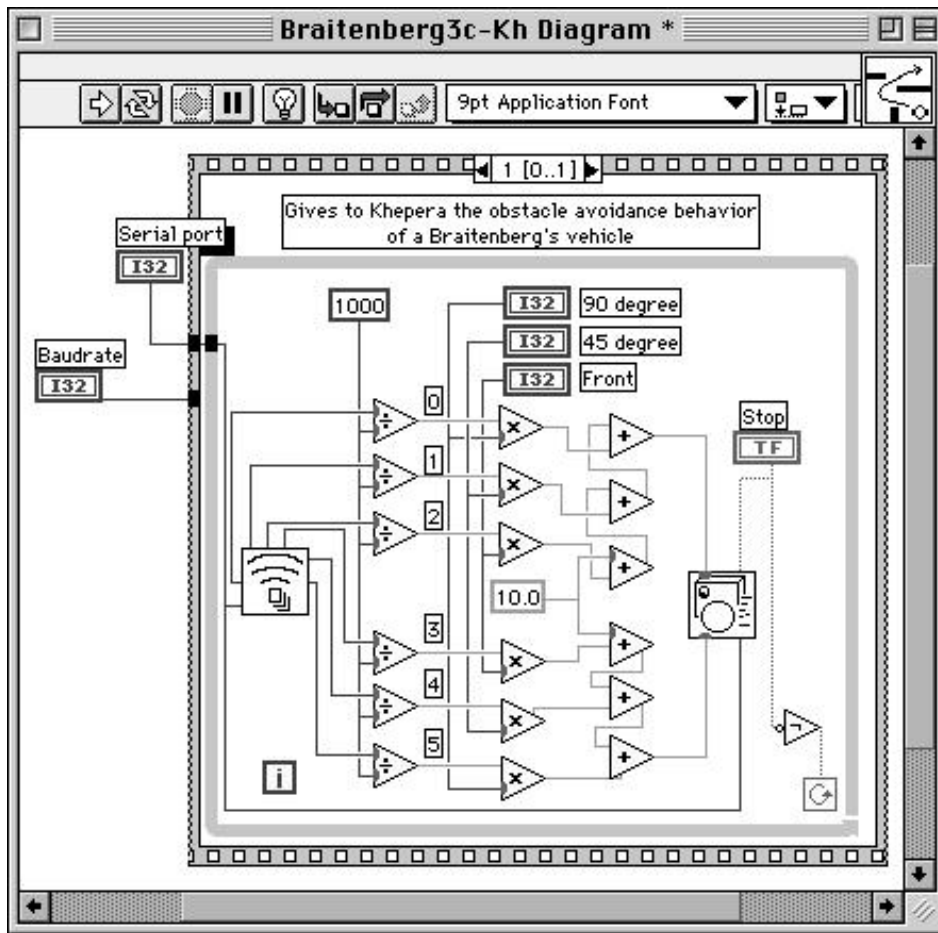 Braitenberg3c-Kh Diagram *
9pt Application Font
1 [0..1]
Gives to Khepera the obstacle avoidance behavior
of a Braitenberg's vehicle
Serial port
I32
Baudrate
I32
1000
I32 90 degree
I32 45 degree
I32 Front
0
÷
×
+
Stop
TF
1
÷
×
+
2
÷
×
+
10.0
3
÷
×
+
4
÷
×
+
5
÷
×
+
¬
i